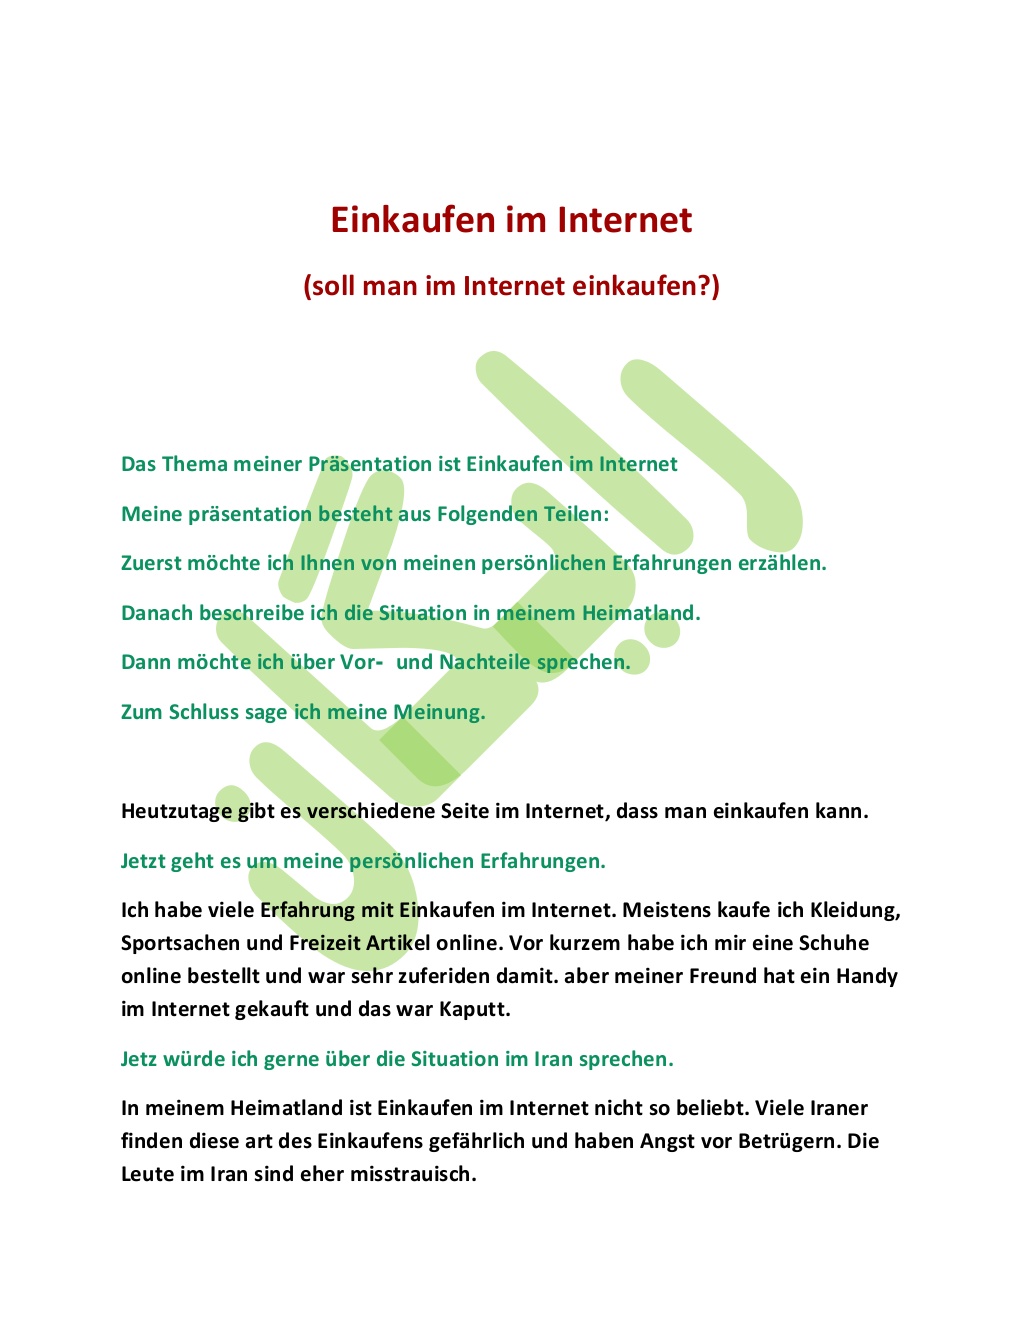 Einkaufen im Internet
(soll man im Internet einkaufen?)
Das Thema meiner Präsentation ist Einkaufen im Internet
Meine präsentation besteht aus Folgenden Teilen:
Zuerst möchte ich Ihnen von meinen persönlichen Erfahrungen erzählen.
Danach beschreibe ich die Situation in meinem Heimatland.
Dann möchte ich über Vor- und Nachteile sprechen.
Zum Schluss sage ich meine Meinung.
Heutzutage gibt es verschiedene Seite im Internet, dass man einkaufen kann.
Jetzt geht es um meine persönlichen Erfahrungen.
Ich habe viele Erfahrung mit Einkaufen im Internet. Meistens kaufe ich Kleidung,
Sportsachen und Freizeit Artikel online. Vor kurzem habe ich mir eine Schuhe
online bestellt und war sehr zuferiden damit. aber meiner Freund hat ein Handy
im Internet gekauft und das war Kaputt.
Jetz würde ich gerne über die Situation im Iran sprechen.
In meinem Heimatland ist Einkaufen im Internet nicht so beliebt. Viele Iraner
finden diese art des Einkaufens gefährlich und haben Angst vor Betrügern. Die
Leute im Iran sind eher misstrauisch.